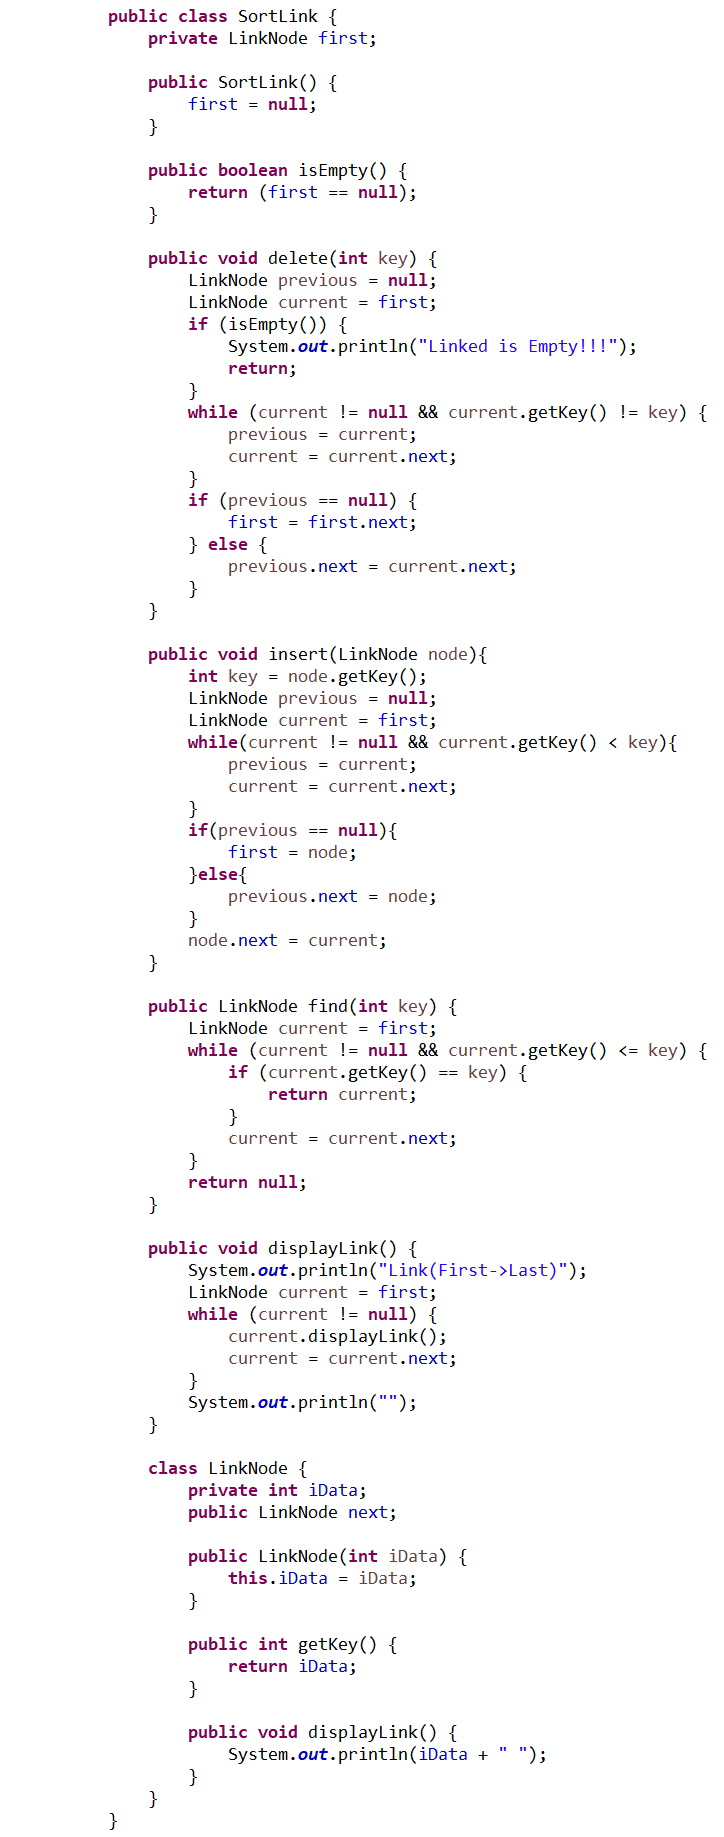 public class SortLink {
    private LinkNode first;

    public SortLink() {
        first = null;
    }

    public boolean isEmpty() {
        return (first == null);
    }

    public void delete(int key) {
        LinkNode previous = null;
        LinkNode current = first;
        if (isEmpty()) {
            System.out.println("Linked is Empty!!!");
            return;
        }
        while (current != null && current.getKey() != key) {
            previous = current;
            current = current.next;
        }
        if (previous == null) {
            first = first.next;
        } else {
            previous.next = current.next;
        }
    }

    public void insert(LinkNode node){
        int key = node.getKey();
        LinkNode previous = null;
        LinkNode current = first;
        while(current != null && current.getKey() < key){
            previous = current;
            current = current.next;
        }
        if(previous == null){
            first = node;
        }else{
            previous.next = node;
        }
        node.next = current;
    }

    public LinkNode find(int key) {
        LinkNode current = first;
        while (current != null && current.getKey() <= key) {
            if (current.getKey() == key) {
                return current;
            }
            current = current.next;
        }
        return null;
    }

    public void displayLink() {
        System.out.println("Link(First->Last)");
        LinkNode current = first;
        while (current != null) {
            current.displayLink();
            current = current.next;
        }
        System.out.println("");
    }

    class LinkNode {
        private int iData;
        public LinkNode next;

        public LinkNode(int iData) {
            this.iData = iData;
        }

        public int getKey() {
            return iData;
        }

        public void displayLink() {
            System.out.println(iData + " ");
        }
    }
}